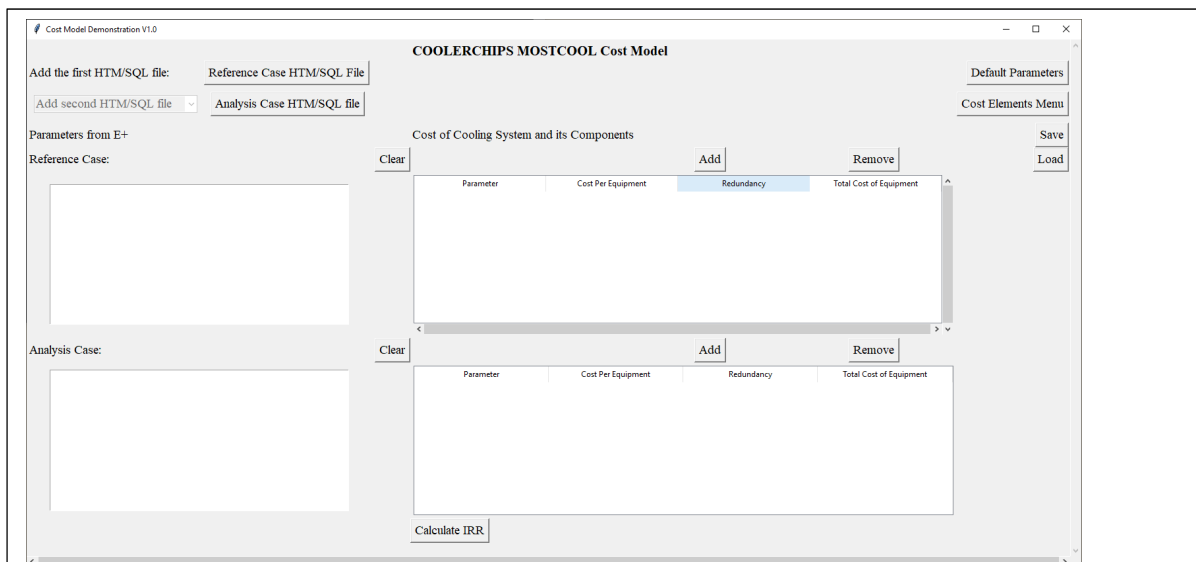 Cost Model Demonstration V1.0
COOLERCHIPS MOSTCOOL Cost Model
Add the first HTM/SQL file: Reference Case HTM/SQL File Default Parameters
Add second HTM/SQL file Analysis Case HTM/SQL file Cost Elements Menu
Parameters from E+ Cost of Cooling System and its Components Save
Reference Case: Clear Add Remove Load
Parameter Cost Per Equipment Redundancy Total Cost of Equipment
Analysis Case: Clear Add Remove
Parameter Cost Per Equipment Redundancy Total Cost of Equipment
Calculate IRR